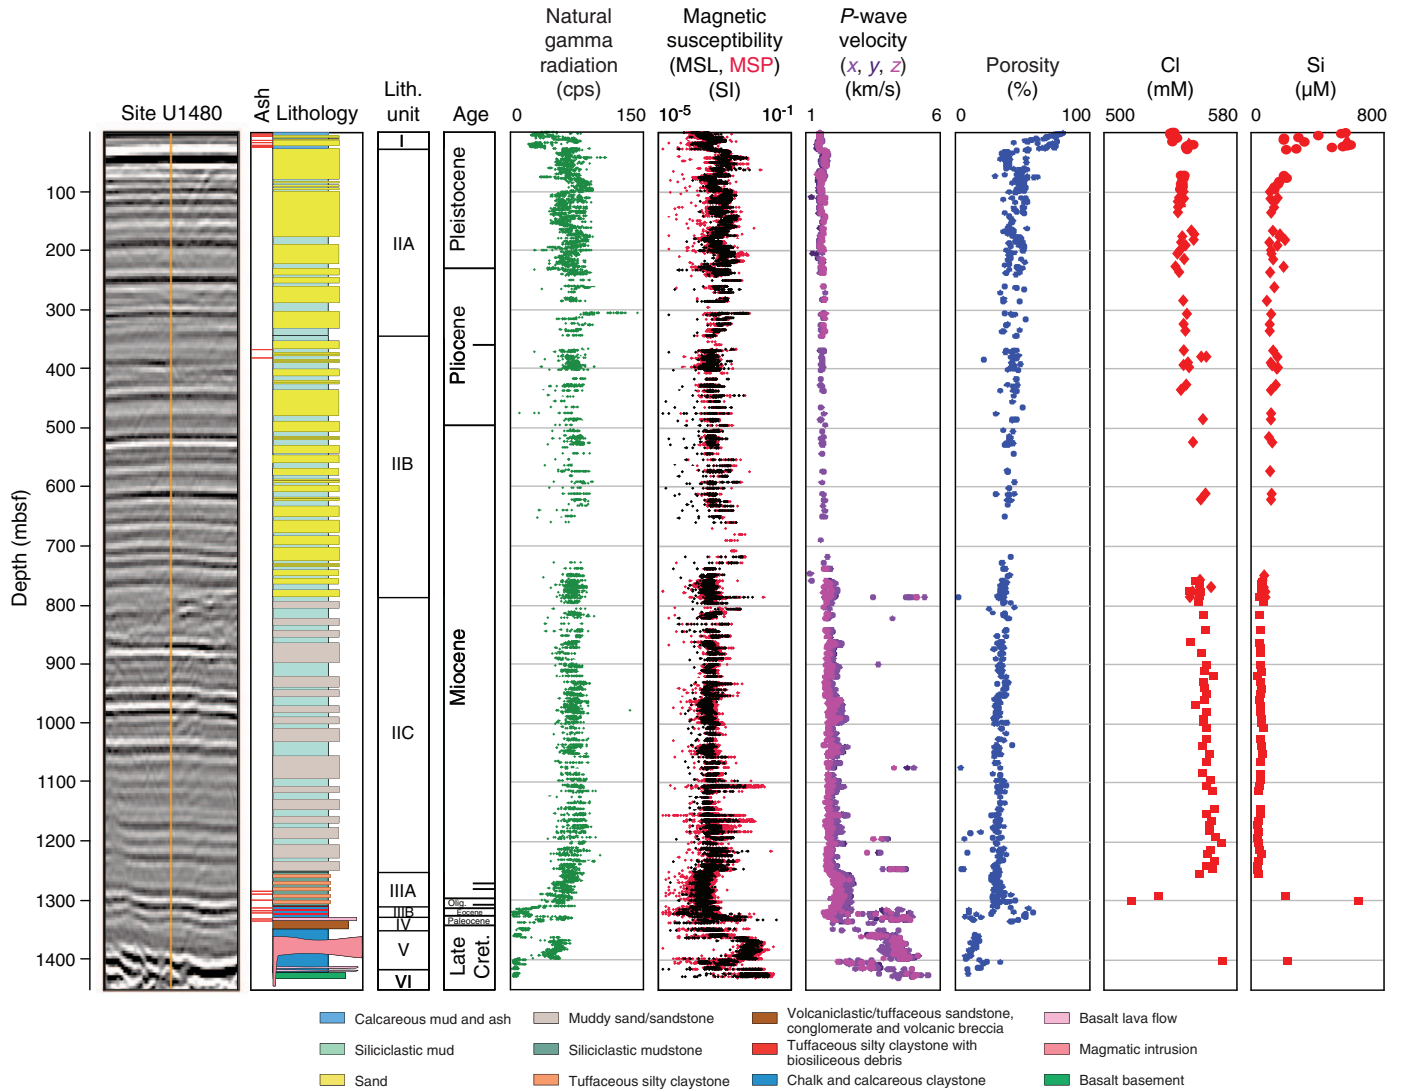 Natural
gamma
radiation
(cps)
Magnetic
susceptibility
(MSL, MSP)
(SI)
P-wave
velocity
(x, y, z)
(km/s)
Porosity
(%)
Cl
(mM)
Si
(µM)
Site U1480
Ash
Lithology
Lith.
unit
Age
0 150
10-5 10-1
1 6
0 100
500 580
0 800
Depth (mbsf)
100
200
300
400
500
600
700
800
900
1000
1100
1200
1300
1400
I
IIA
IIB
IIC
IIIA
IIIB
IV
V
VI
Pleistocene
Pliocene
Miocene
Olig.
Eocene
Paleocene
Late
Cret.
Calcareous mud and ash
Siliciclastic mud
Sand
Muddy sand/sandstone
Siliciclastic mudstone
Tuffaceous silty claystone
Volcaniclastic/tuffaceous sandstone,
conglomerate and volcanic breccia
Tuffaceous silty claystone with
biosiliceous debris
Chalk and calcareous claystone
Basalt lava flow
Magmatic intrusion
Basalt basement